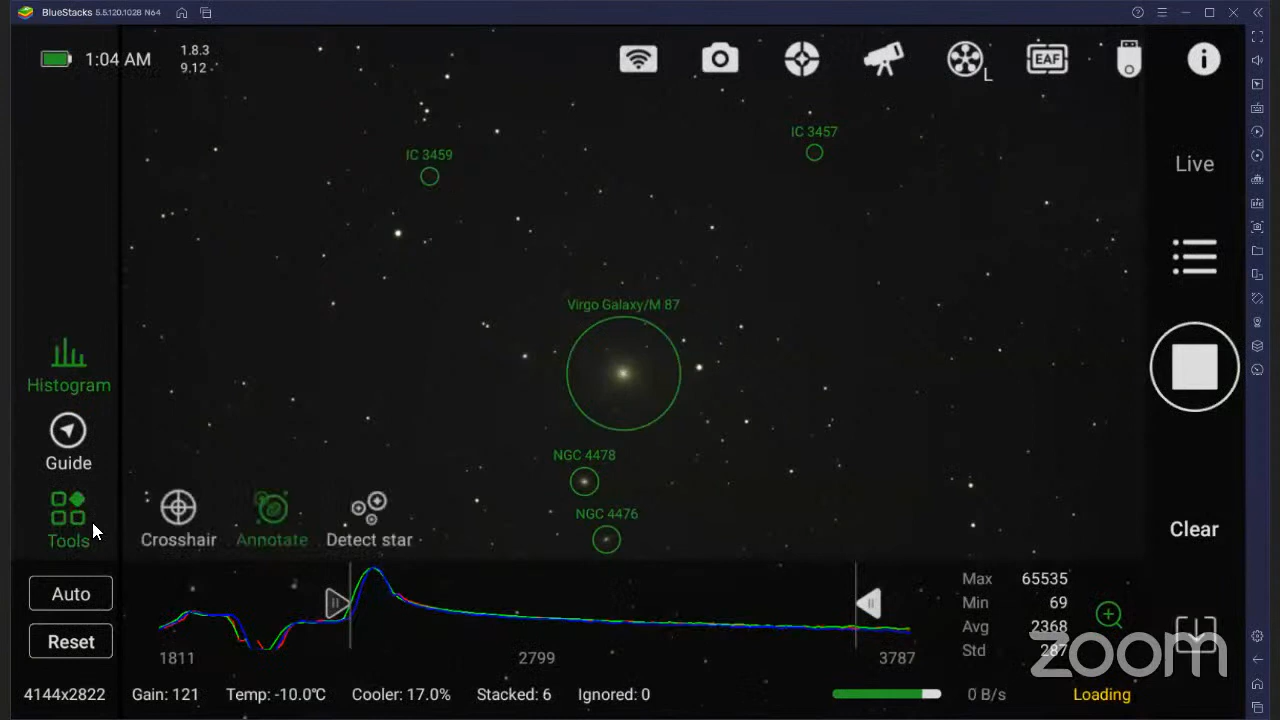 BlueStacks 5.5.120.1028 N64
1:04 AM
1.8.3
9.12
L
EAF
IC 3457
IC 3459
Live
Virgo Galaxy/M 87
Histogram
Guide
NGC 4478
NGC 4476
Tools
Crosshair
Annotate
Detect star
Clear
Auto
Reset
Max 65535
Min 69
Avg 2368
Std 287
1811
2799
3787
zoom
4144x2822
Gain: 121
Temp: -10.0℃
Cooler: 17.0%
Stacked: 6
Ignored: 0
0 B/s
Loading